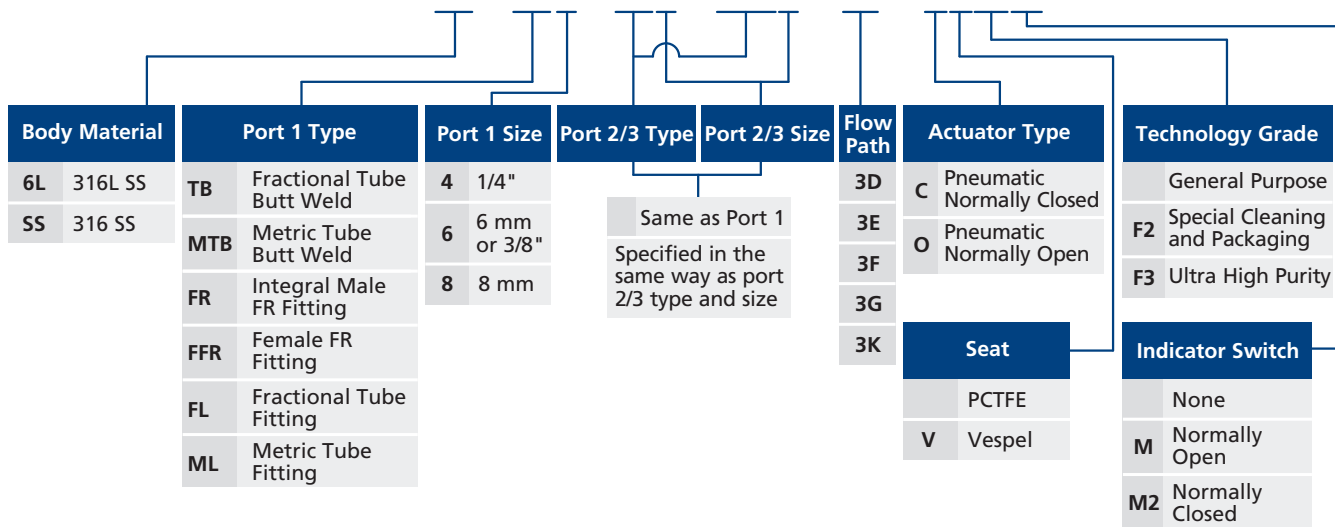 Body Material
6L 316L SS
SS 316 SS
Port 1 Type
TB Fractional Tube
Butt Weld
MTB Metric Tube
Butt Weld
FR Integral Male
FR Fitting
FFR Female FR
Fitting
FL Fractional Tube
Fitting
ML Metric Tube
Fitting
Port 1 Size
4 1/4"
6 6 mm
or 3/8"
8 8 mm
Port 2/3 Type
Port 2/3 Size
Same as Port 1
Specified in the
same way as port
2/3 type and size
Flow
Path
3D
3E
3F
3G
3K
Actuator Type
C Pneumatic
Normally Closed
O Pneumatic
Normally Open
Seat
PCTFE
V Vespel
Technology Grade
General Purpose
F2 Special Cleaning
and Packaging
F3 Ultra High Purity
Indicator Switch
None
M Normally
Open
M2 Normally
Closed